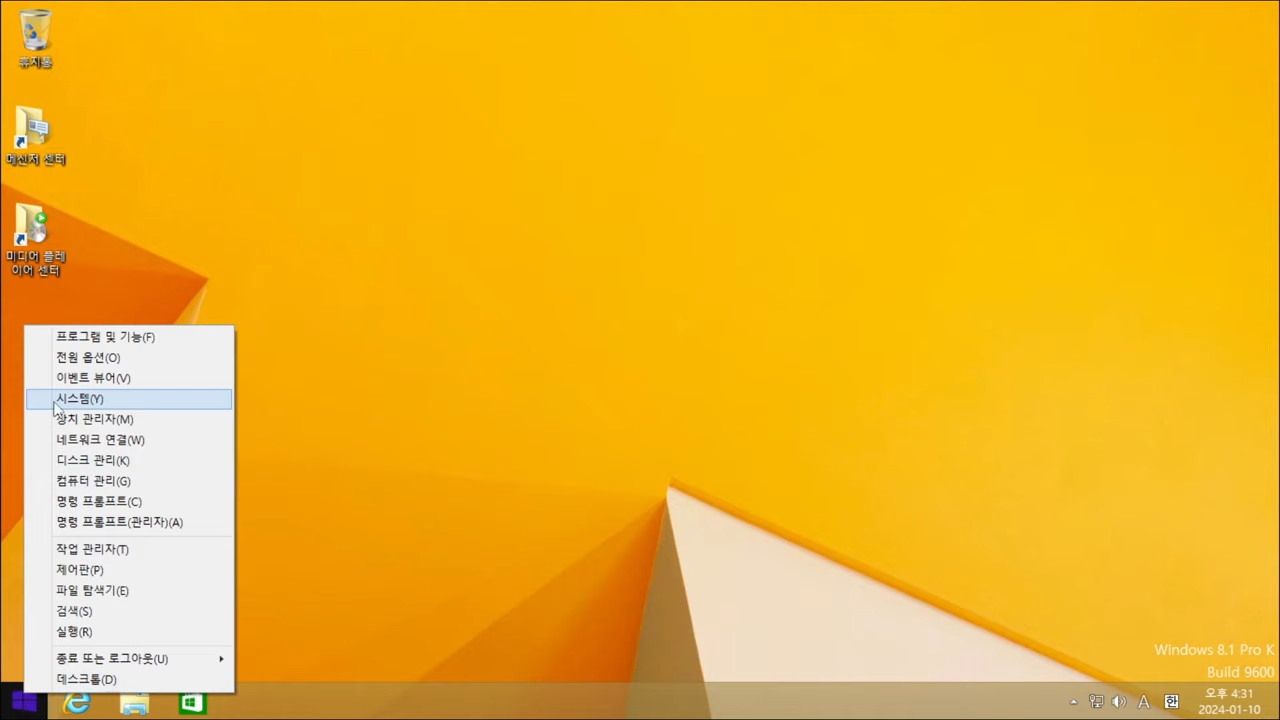 휴지통
메신저 센터
미디어 플레
이어 센터
프로그램 및 기능(F)
전원 옵션(O)
이벤트 뷰어(V)
시스템(Y)
장치 관리자(M)
네트워크 연결(W)
디스크 관리(K)
컴퓨터 관리(G)
명령 프롬프트(C)
명령 프롬프트(관리자)(A)
작업 관리자(T)
제어판(P)
파일 탐색기(E)
검색(S)
실행(R)
종료 또는 로그아웃(U)
데스크톱(D)
Windows 8.1 Pro K
Build 9600
A 한
오후 4:31
2024-01-10